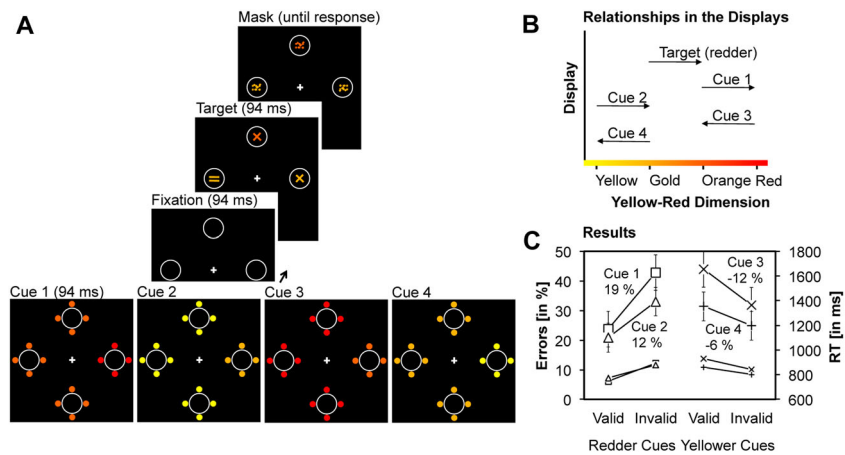 A
Mask (until response)
Target (94 ms)
Fixation (94 ms)
Cue 1 (94 ms)
Cue 2
Cue 3
Cue 4
B
Relationships in the Displays
Display
Target (redder)
Cue 1
Cue 2
Cue 3
Cue 4
Yellow Gold Orange Red
Yellow-Red Dimension
C
Results
Errors [in %]
50
40
30
20
10
0
Cue 1
19 %
Cue 2
12 %
Cue 3
-12 %
Cue 4
-6 %
1800
1600
1400
1200
1000
800
600
RT [in ms]
Valid Invalid Valid Invalid
Redder Cues Yellower Cues